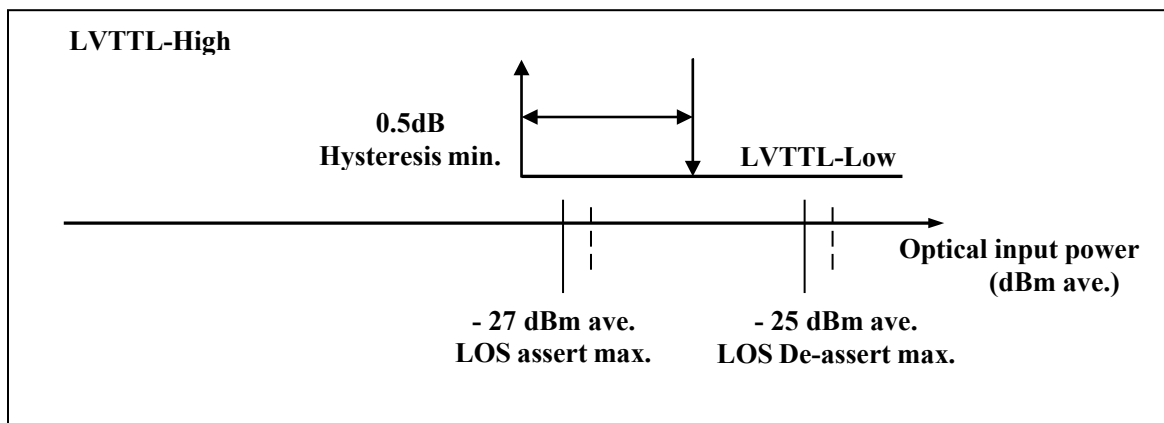 LVTTL-High
0.5dB
Hysteresis min.
LVTTL-Low
Optical input power
(dBm ave.)
- 27 dBm ave.
LOS assert max.
- 25 dBm ave.
LOS De-assert max.